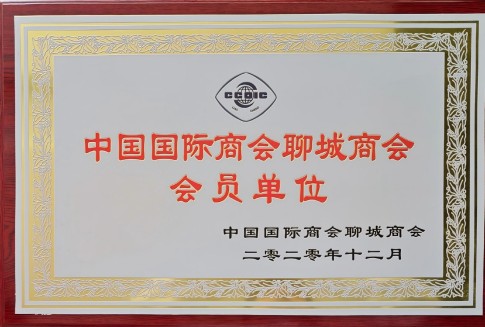 CCOIC
中国国际商会聊城商会
会员单位
中国国际商会聊城商会
二零二零年十二月